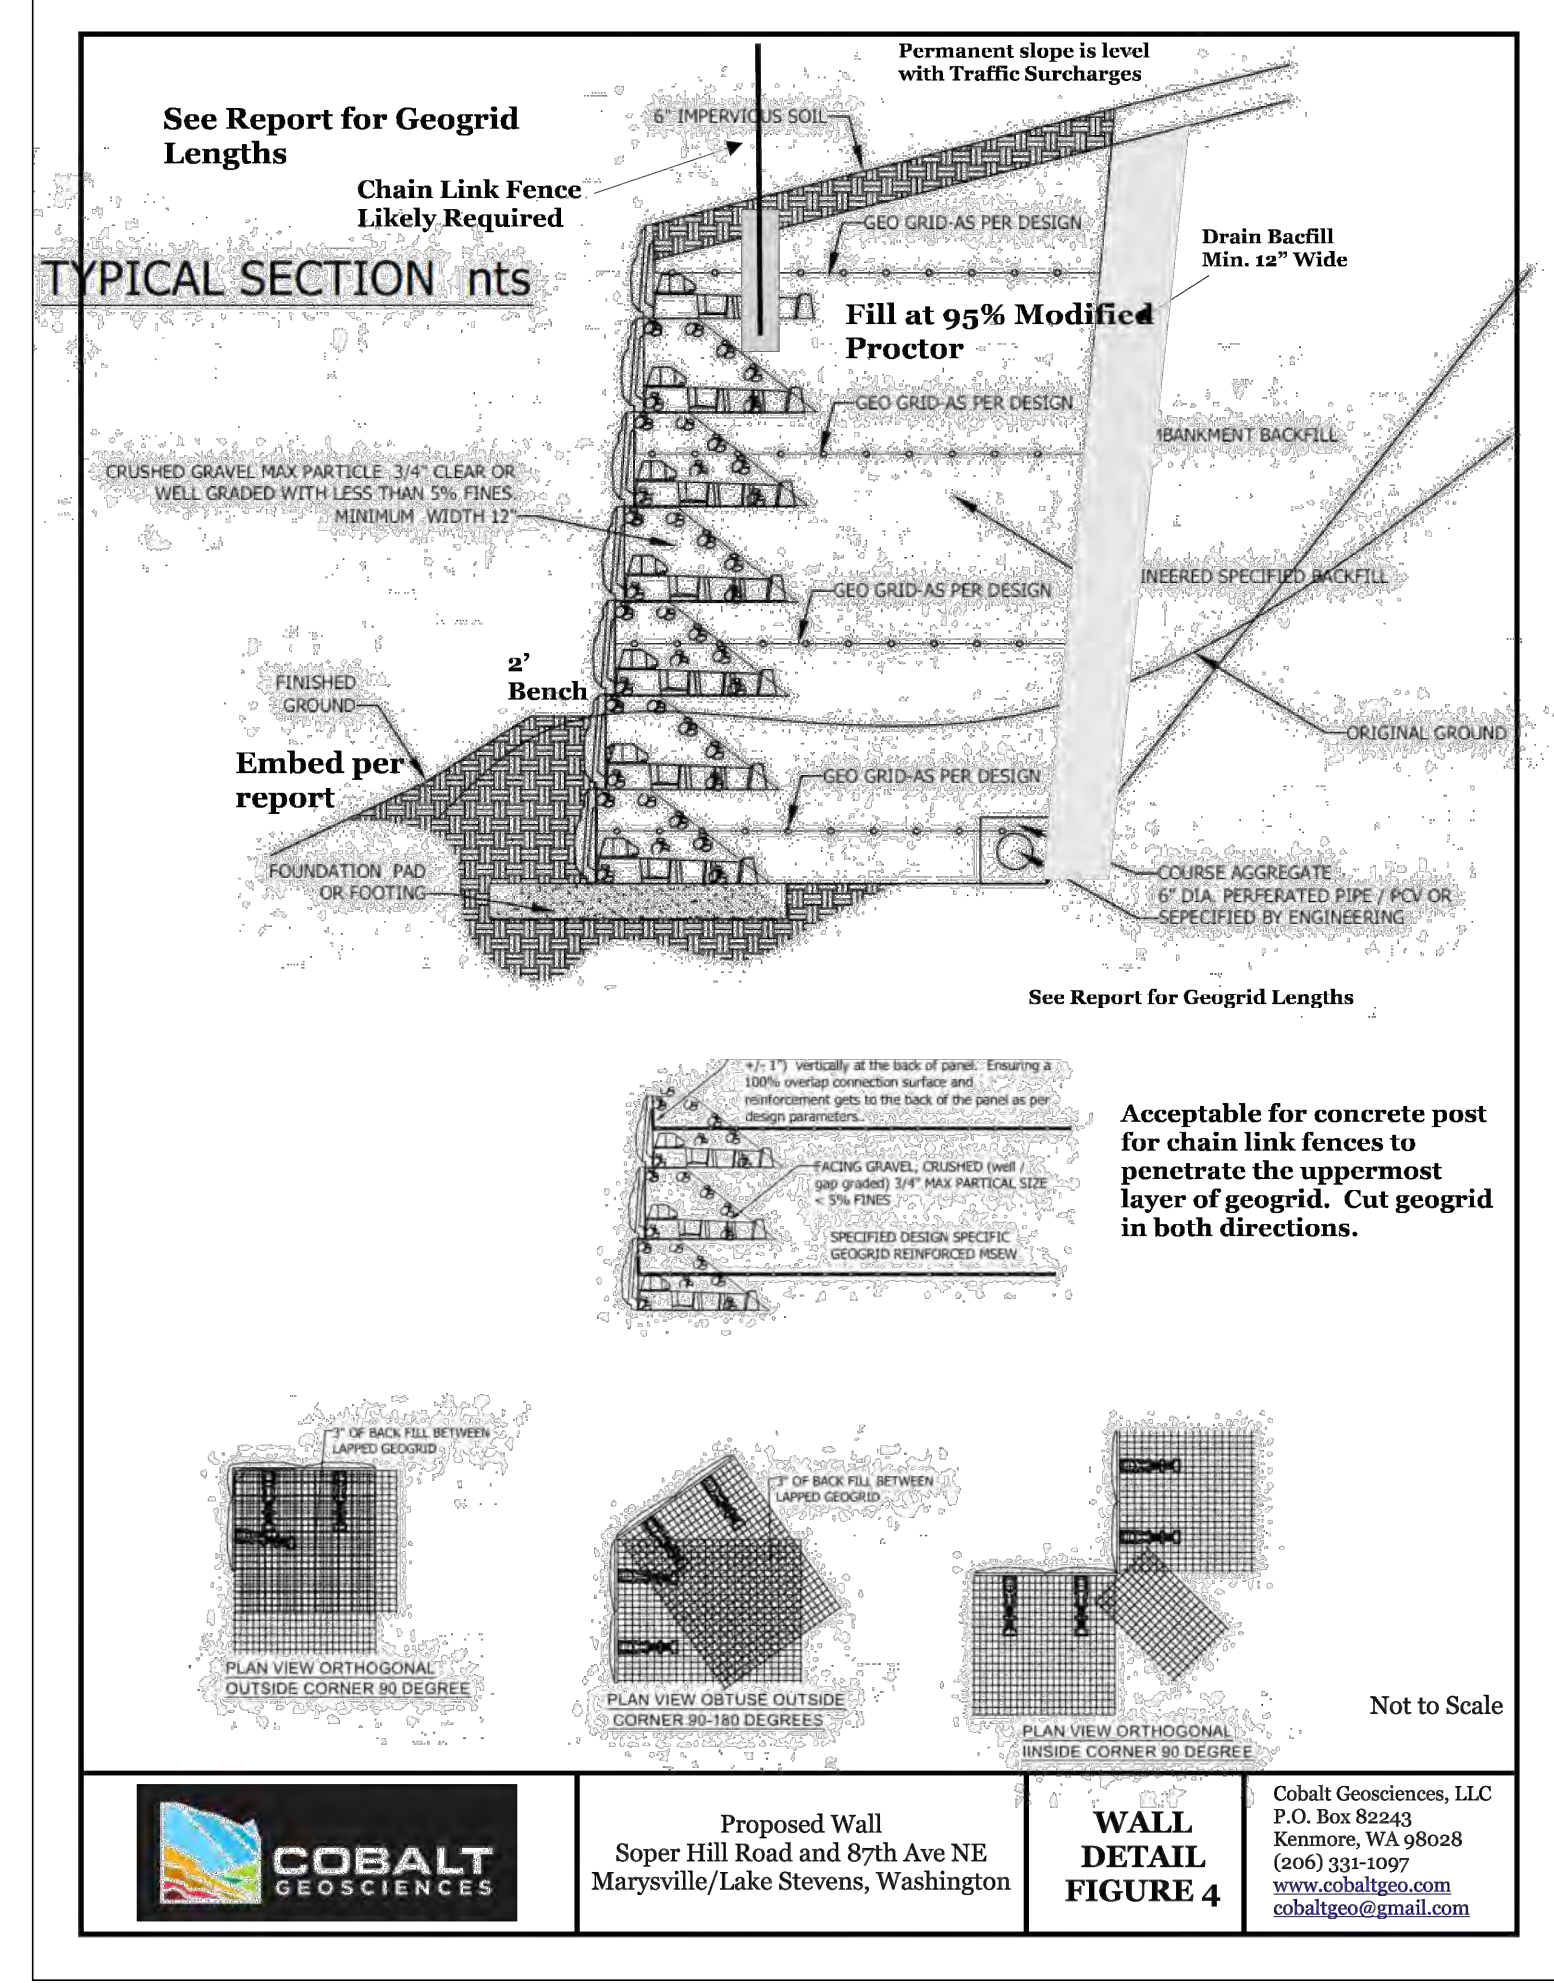 Permanent slope is level
with Traffic Surcharges
See Report for Geogrid
Lengths
6" IMPERVIOUS SOIL
Chain Link Fence
Likely Required
GEO GRID-AS PER DESIGN
Drain Bacfill
Min. 12” Wide
TYPICAL SECTION nts
Fill at 95% Modified
Proctor
GEO GRID-AS PER DESIGN
MBANKMENT BACKFILL
CRUSHED GRAVEL MAX PARTICLE 3/4" CLEAR OR
WELL GRADED WITH LESS THAN 5% FINES
MINIMUM WIDTH 12"
INEERED SPECIFIED BACKFILL
GEO GRID-AS PER DESIGN
2’
Bench
FINISHED
GROUND
ORIGINAL GROUND
Embed per
report
GEO GRID-AS PER DESIGN
FOUNDATION PAD
OR FOOTING
COURSE AGGREGATE
6" DIA. PERFERATED PIPE / PCV OR
SEPECIFIED BY ENGINEERING
See Report for Geogrid Lengths
+/- 1") vertically at the back of panel. Ensuring a
100% overlap connection surface and
reinforcement gets to the back of the panel as per
design parameters.
FACING GRAVEL, CRUSHED (well /
gap graded) 3/4" MAX PARTICAL SIZE
< 5% FINES
SPECIFIED DESIGN SPECIFIC
GEOGRID REINFORCED MSEW
Acceptable for concrete post
for chain link fences to
penetrate the uppermost
layer of geogrid. Cut geogrid
in both directions.
3" OF BACK FILL BETWEEN
LAPPED GEOGRID
PLAN VIEW ORTHOGONAL
OUTSIDE CORNER 90 DEGREE
3" OF BACK FILL BETWEEN
LAPPED GEOGRID
PLAN VIEW OBTUSE OUTSIDE
CORNER 90-180 DEGREES
PLAN VIEW ORTHOGONAL
IINSIDE CORNER 90 DEGREE
Not to Scale
COBALT
GEOSCIENCES
Proposed Wall
Soper Hill Road and 87th Ave NE
Marysville/Lake Stevens, Washington
WALL
DETAIL
FIGURE 4
Cobalt Geosciences, LLC
P.O. Box 82243
Kenmore, WA 98028
(206) 331-1097
www.cobaltgeo.com
cobaltgeo@gmail.com